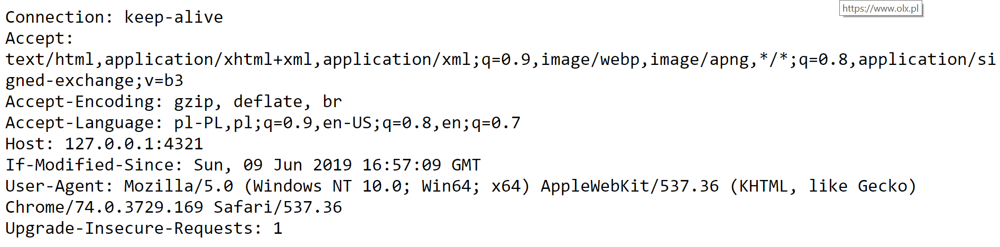 https://www.olx.pl
Connection: keep-alive
Accept:
text/html,application/xhtml+xml,application/xml;q=0.9,image/webp,image/apng,*/*;q=0.8,application/si
gned-exchange;v=b3
Accept-Encoding: gzip, deflate, br
Accept-Language: pl-PL,pl;q=0.9,en-US;q=0.8,en;q=0.7
Host: 127.0.0.1:4321
If-Modified-Since: Sun, 09 Jun 2019 16:57:09 GMT
User-Agent: Mozilla/5.0 (Windows NT 10.0; Win64; x64) AppleWebKit/537.36 (KHTML, like Gecko)
Chrome/74.0.3729.169 Safari/537.36
Upgrade-Insecure-Requests: 1